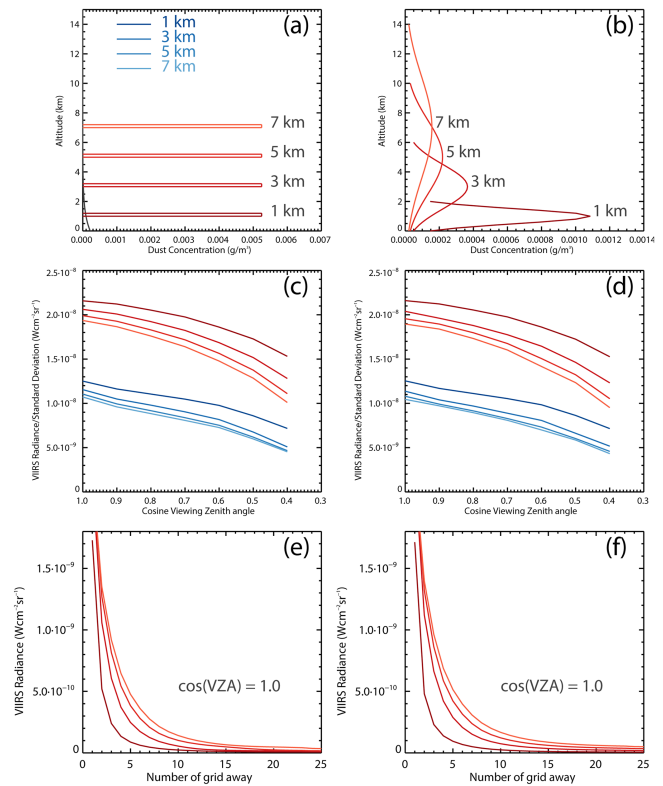 (a)
1 km
3 km
5 km
7 km
7 km
5 km
3 km
1 km
14
12
10
8
6
4
2
0
Altitude (km)
0.000 0.001 0.002 0.003 0.004 0.005 0.006 0.007
Dust Concentration (g/m³)
(b)
7 km
5 km
3 km
1 km
14
12
10
8
6
4
2
0
Altitude (km)
0.0000 0.0002 0.0004 0.0006 0.0008 0.0010 0.0012 0.0014
Dust Concentration (g/m³)
(c)
2.5·10⁻⁸
2.0·10⁻⁸
1.5·10⁻⁸
1.0·10⁻⁸
5.0·10⁻⁹
0
VIIRS Radiance/Standard Deviation (Wcm⁻²sr⁻¹)
1.0 0.9 0.8 0.7 0.6 0.5 0.4 0.3
Cosine Viewing Zenith angle
(d)
2.5·10⁻⁸
2.0·10⁻⁸
1.5·10⁻⁸
1.0·10⁻⁸
5.0·10⁻⁹
0
VIIRS Radiance/Standard Deviation (Wcm⁻²sr⁻¹)
1.0 0.9 0.8 0.7 0.6 0.5 0.4 0.3
Cosine Viewing Zenith angle
(e)
1.5·10⁻⁹
1.0·10⁻⁹
5.0·10⁻¹⁰
0
VIIRS Radiance (Wcm⁻²sr⁻¹)
cos(VZA) = 1.0
0 5 10 15 20 25
Number of grid away
(f)
1.5·10⁻⁹
1.0·10⁻⁹
5.0·10⁻¹⁰
0
VIIRS Radiance (Wcm⁻²sr⁻¹)
cos(VZA) = 1.0
0 5 10 15 20 25
Number of grid away